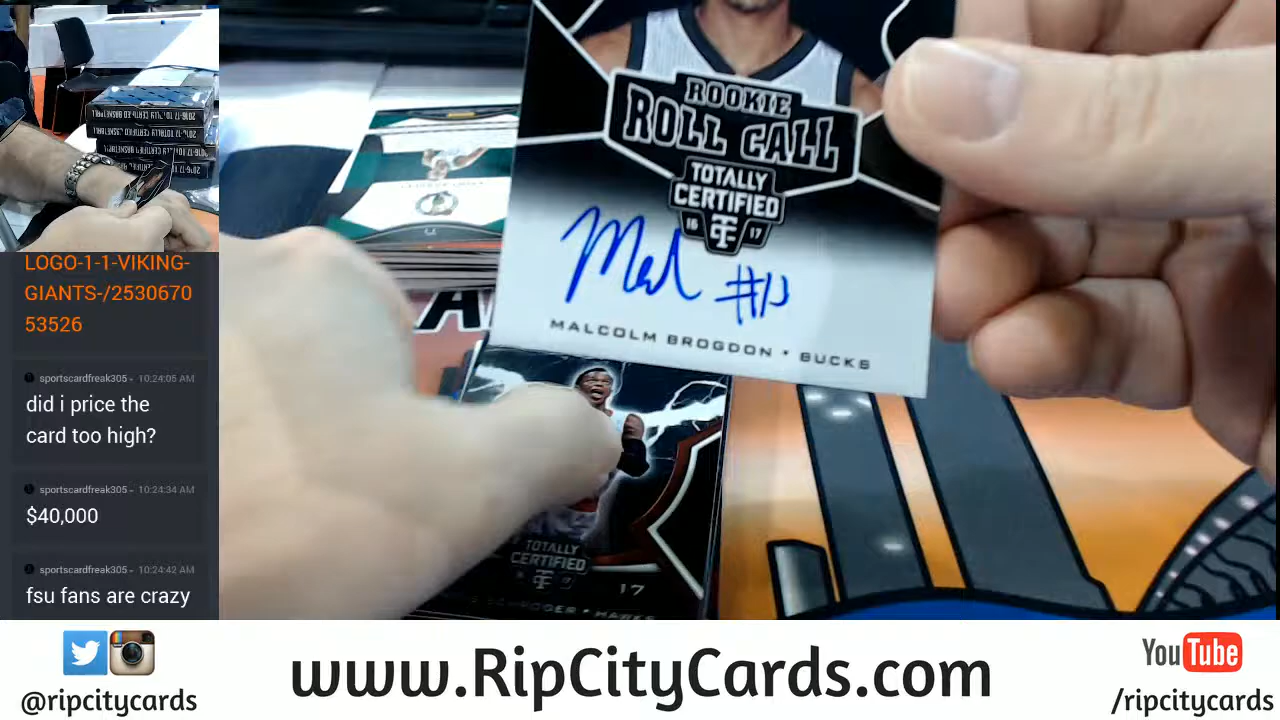 LOGO-1-1-VIKING-
GIANTS-/2530670
53526
sportscardfreak305 - 10:24:05 AM
did i price the
card too high?
sportscardfreak305 - 10:24:34 AM
$40,000
sportscardfreak305 - 10:24:42 AM
fsu fans are crazy
ROOKIE
ROLL CALL
TOTALLY
CERTIFIED
16 17
MALCOLM BROGDON • BUCKS
TOTALLY
CERTIFIED
17
@ripcitycards
www.RipCityCards.com
YouTube
/ripcitycards